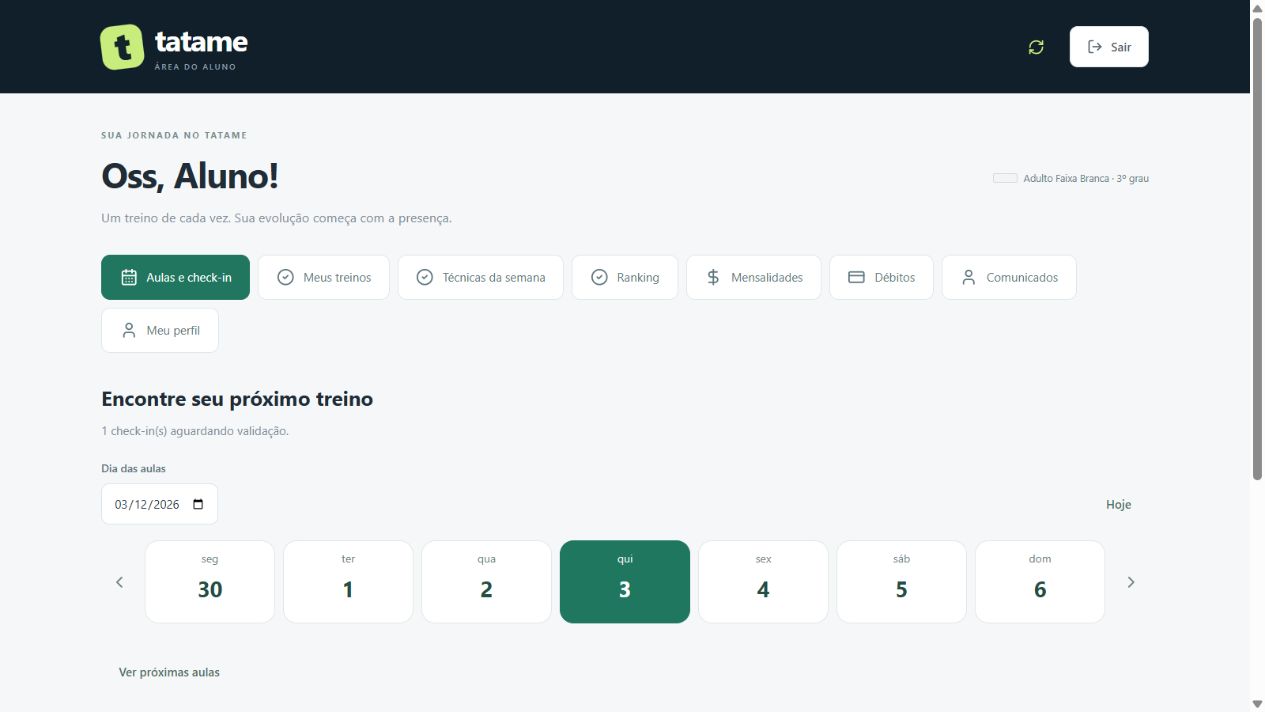 t tatame
ÁREA DO ALUNO
Sair
SUA JORNADA NO TATAME
Oss, Aluno!
Adulto Faixa Branca · 3º grau
Um treino de cada vez. Sua evolução começa com a presença.
Aulas e check-in
Meus treinos
Técnicas da semana
Ranking
Mensalidades
Débitos
Comunicados
Meu perfil
Encontre seu próximo treino
1 check-in(s) aguardando validação.
Dia das aulas
03/12/2026
Hoje
seg ter qua qui sex sáb dom
30 1 2 3 4 5 6
Ver próximas aulas